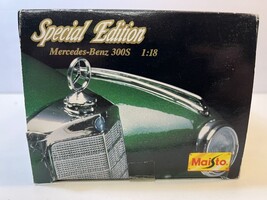 Special Edition
Mercedes-Benz 300S 1:18
Maisto